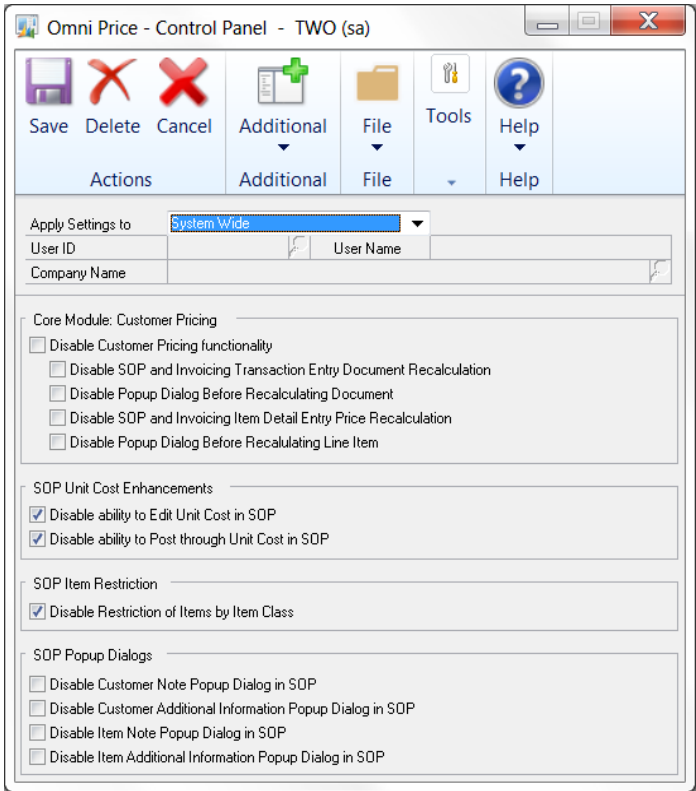 Omni Price - Control Panel - TWO (sa)
Save Delete Cancel Additional File Tools Help
Actions Additional File Help
Apply Settings to System Wide
User ID User Name
Company Name
Core Module: Customer Pricing
Disable Customer Pricing functionality
Disable SOP and Invoicing Transaction Entry Document Recalculation
Disable Popup Dialog Before Recalculating Document
Disable SOP and Invoicing Item Detail Entry Price Recalculation
Disable Popup Dialog Before Recalulating Line Item
SOP Unit Cost Enhancements
Disable ability to Edit Unit Cost in SOP
Disable ability to Post through Unit Cost in SOP
SOP Item Restriction
Disable Restriction of Items by Item Class
SOP Popup Dialogs
Disable Customer Note Popup Dialog in SOP
Disable Customer Additional Information Popup Dialog in SOP
Disable Item Note Popup Dialog in SOP
Disable Item Additional Information Popup Dialog in SOP